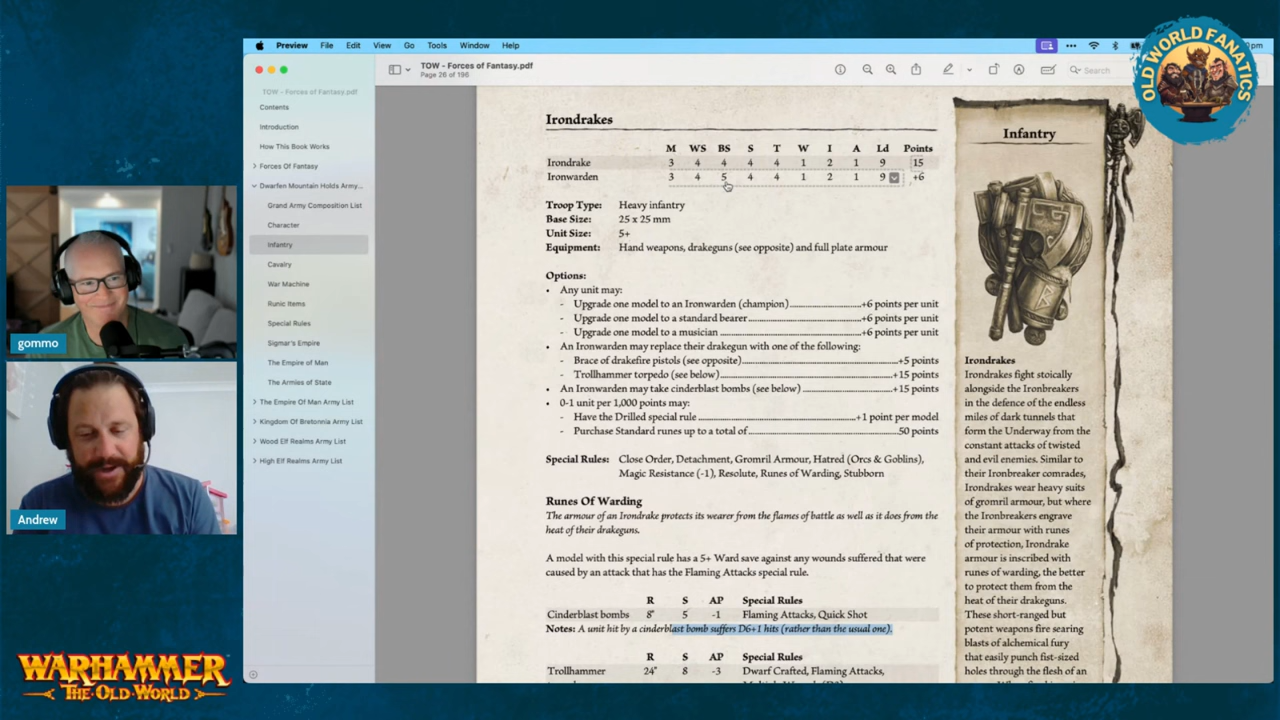 Preview File Edit View Go Tools Window Help
TOW - Forces of Fantasy.pdf
Page 26 of 196
Search
OLD WORLD FANATICS
TOW - Forces of Fantasy.pdf
Contents
Introduction
How This Book Works
Forces Of Fantasy
Dwarfen Mountain Holds Army...
Grand Army Composition List
Character
Infantry
Cavalry
War Machine
Runic Items
Special Rules
Sigmar's Empire
The Empire of Man
The Armies of State
The Empire Of Man Army List
Kingdom Of Bretonnia Army List
Wood Elf Realms Army List
High Elf Realms Army List
gommo
Andrew
WARHAMMER
THE OLD WORLD
Irondrakes
M WS BS S T W I A Ld Points
Irondrake 3 4 4 4 4 1 2 1 9 15
Ironwarden 3 4 5 4 4 1 2 1 9 +6
Troop Type: Heavy infantry
Base Size: 25 x 25 mm
Unit Size: 5+
Equipment: Hand weapons, drakeguns (see opposite) and full plate armour
Options:
• Any unit may:
- Upgrade one model to an Ironwarden (champion)...+6 points per unit
- Upgrade one model to a standard bearer...+6 points per unit
- Upgrade one model to a musician...+6 points per unit
• An Ironwarden may replace their drakegun with one of the following:
- Brace of drakefire pistols (see opposite)...+5 points
- Trollhammer torpedo (see below)...+15 points
• An Ironwarden may take cinderblast bombs (see below)...+15 points
• 0-1 unit per 1,000 points may:
- Have the Drilled special rule...+1 point per model
- Purchase Standard runes up to a total of...50 points
Special Rules: Close Order, Detachment, Gromril Armour, Hatred (Orcs & Goblins),
Magic Resistance (-1), Resolute, Runes of Warding, Stubborn
Runes Of Warding
The armour of an Irondrake protects its wearer from the flames of battle as well as it does from the
heat of their drakeguns.
A model with this special rule has a 5+ Ward save against any wounds suffered that were
caused by an attack that has the Flaming Attacks special rule.
R S AP Special Rules
Cinderblast bombs 8" 5 -1 Flaming Attacks, Quick Shot
Notes: A unit hit by a cinderblast bomb suffers D6+1 hits (rather than the usual one).
R S AP Special Rules
Trollhammer 24" 8 -3 Dwarf Crafted, Flaming Attacks,
Infantry
Irondrakes
Irondrakes fight stoically
alongside the Ironbreakers
in the defence of the endless
miles of dark tunnels that
form the Underway from the
constant attacks of twisted
and evil enemies. Similar to
their Ironbreaker comrades,
Irondrakes wear heavy suits
of gromril armour, but where
the Ironbreakers engrave
their armour with runes
of protection, Irondrake
armour is inscribed with
runes of warding, the better
to protect them from the
heat of their drakeguns.
These short-ranged but
potent weapons fire searing
blasts of alchemical fury
that easily punch fist-sized
holes through the flesh of an